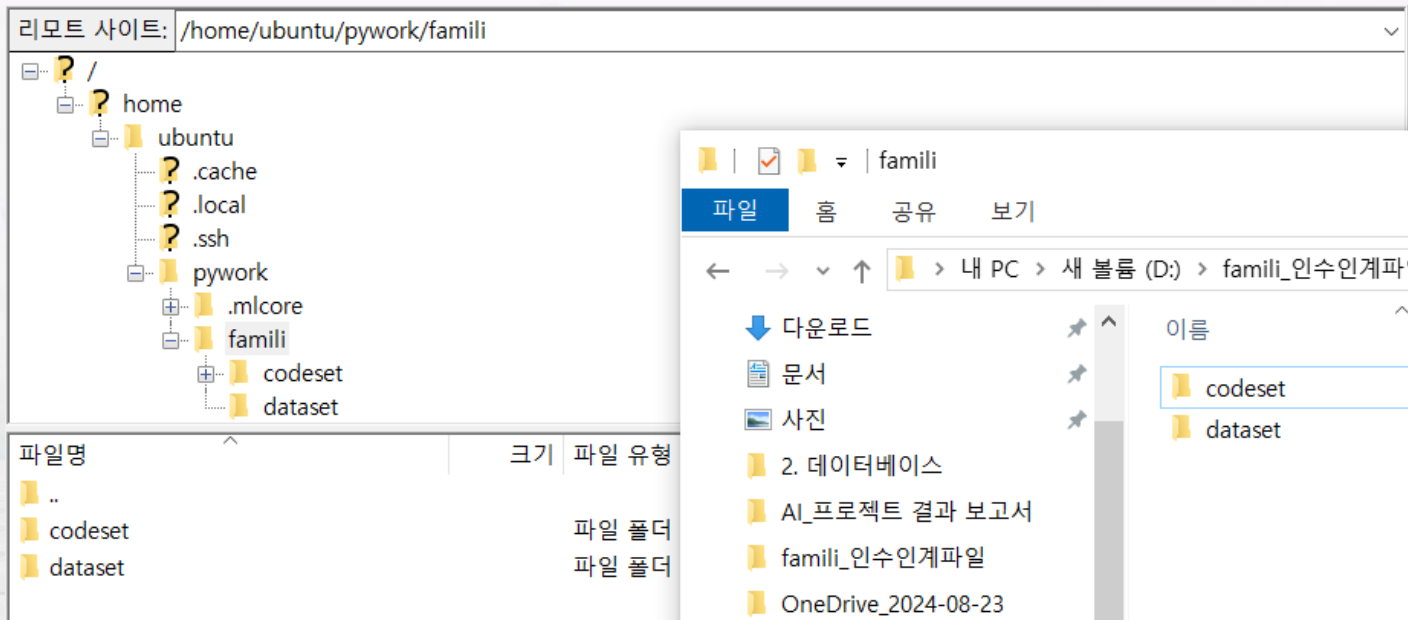 리모트 사이트: /home/ubuntu/pywork/famili
/
home
ubuntu
.cache
.local
.ssh
pywork
.mlcore
famili
codeset
dataset
파일명 크기 파일 유형
..
codeset 파일 폴더
dataset 파일 폴더
famili
파일 홈 공유 보기
내 PC > 새 볼륨 (D:) > famili_인수인계파일
다운로드
문서
사진
2. 데이터베이스
AI_프로젝트 결과 보고서
famili_인수인계파일
OneDrive_2024-08-23
이름
codeset
dataset